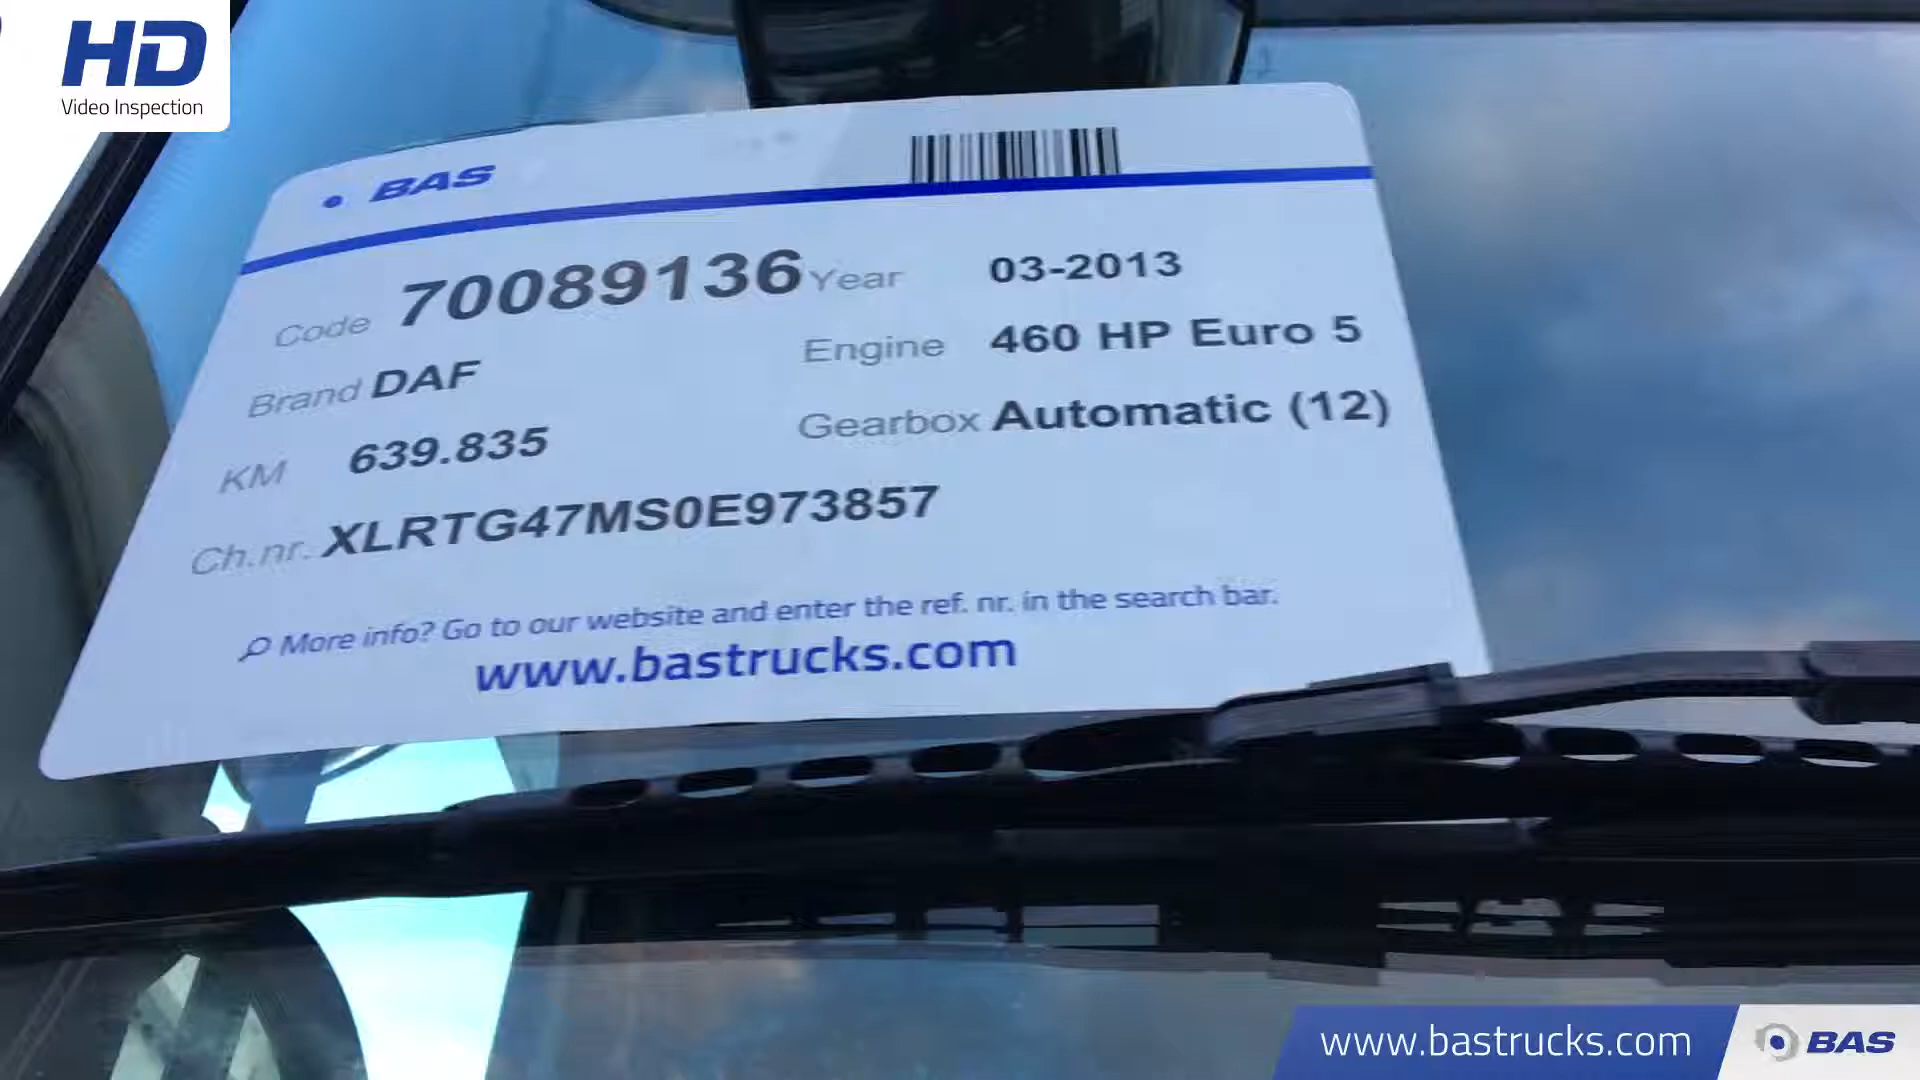 HD
Video Inspection
BAS
Code 70089136 Year 03-2013
Brand DAF Engine 460 HP Euro 5
KM 639.835 Gearbox Automatic (12)
Ch.nr. XLRTG47MS0E973857
More info? Go to our website and enter the ref. nr. in the search bar.
www.bastrucks.com
www.bastrucks.com BAS